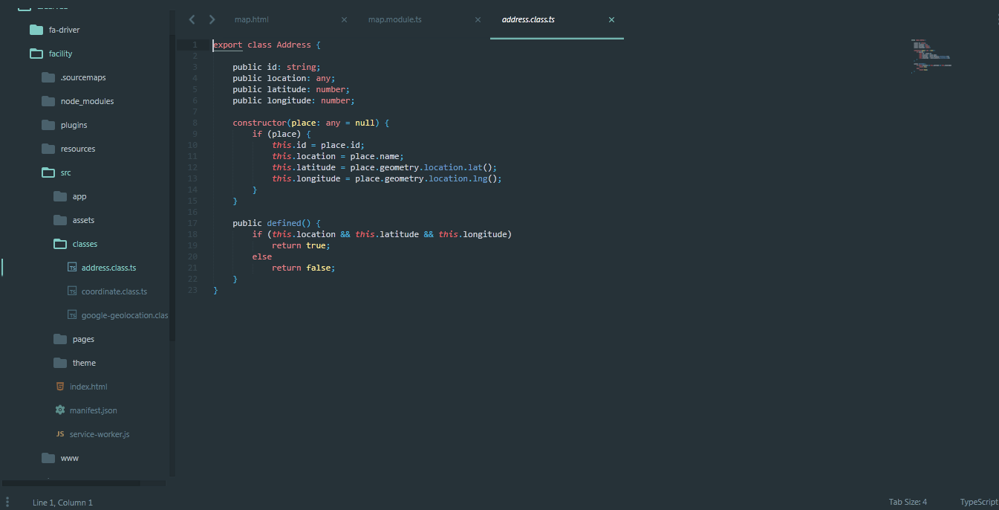 fa-driver
facility
.sourcemaps
node_modules
plugins
resources
src
app
assets
classes
TS address.class.ts
TS coordinate.class.ts
TS google-geolocation.clas
pages
theme
index.html
manifest.json
JS service-worker.js
www
map.html
map.module.ts
address.class.ts
1 export class Address {
2
3     public id: string;
4     public location: any;
5     public latitude: number;
6     public longitude: number;
7
8     constructor(place: any = null) {
9         if (place) {
10             this.id = place.id;
11             this.location = place.name;
12             this.latitude = place.geometry.location.lat();
13             this.longitude = place.geometry.location.lng();
14         }
15     }
16
17     public defined() {
18         if (this.location && this.latitude && this.longitude)
19             return true;
20         else
21             return false;
22     }
23 }
Line 1, Column 1
Tab Size: 4
TypeScript